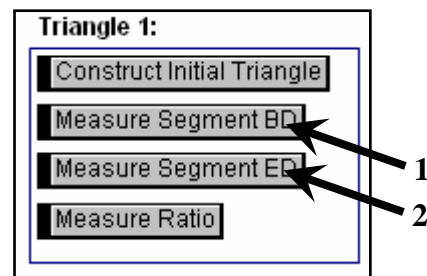 Triangle 1:
Construct Initial Triangle
Measure Segment BD
1
Measure Segment ED
2
Measure Ratio